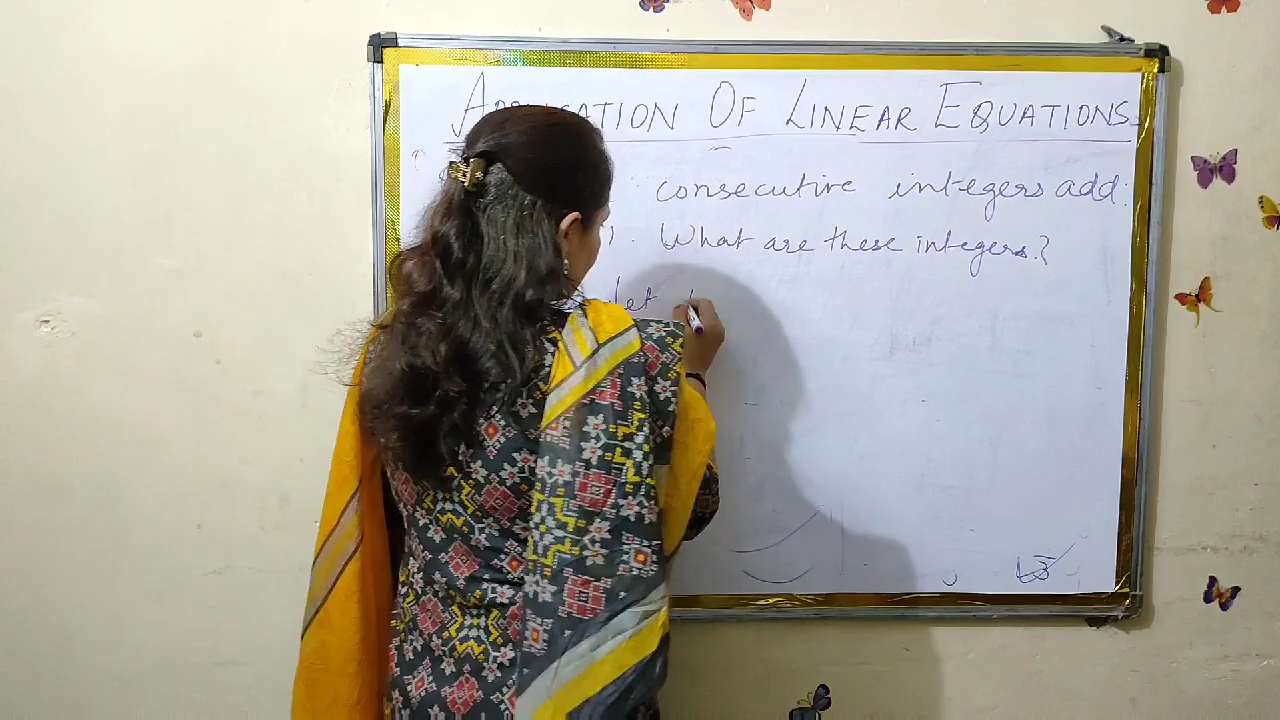 APPLICATION OF LINEAR EQUATIONS
consecutive integers add
What are these integers.?
Let